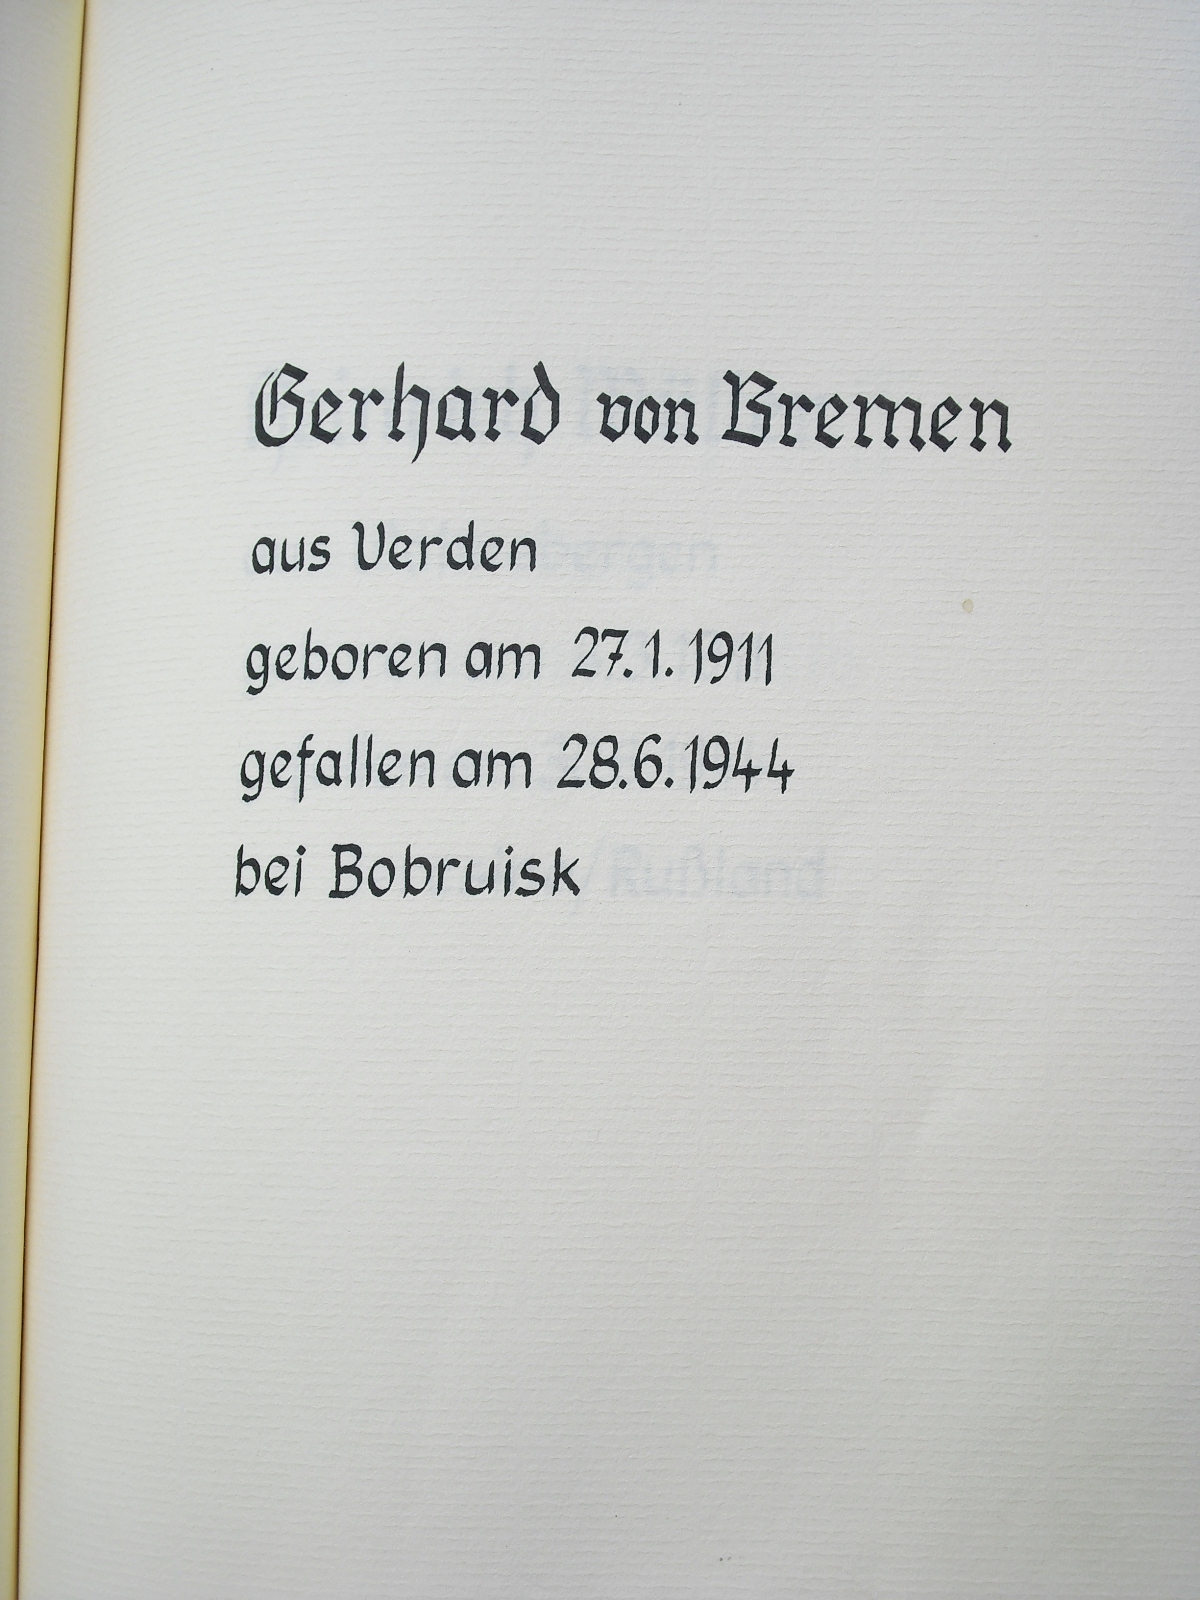 Gerhard von Bremen
aus Verden
geboren am 27.1.1911
gefallen am 28.6.1944
bei Bobruisk